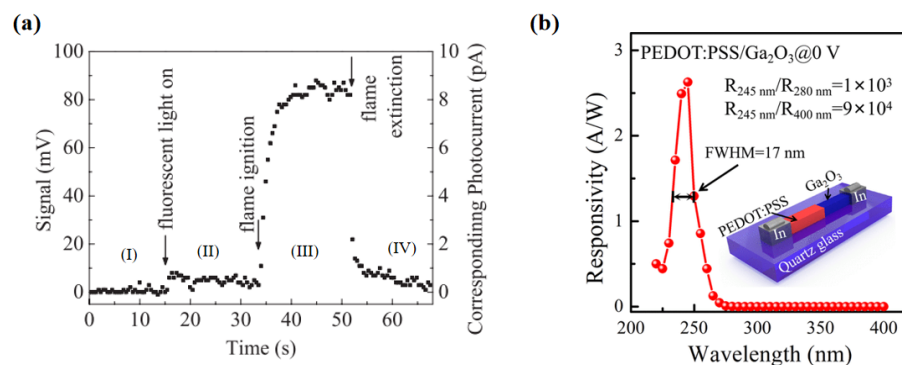 (a)
100
80
60
40
20
0
Signal (mV)
0 10 20 30 40 50 60
Time (s)
10
8
6
4
2
0
Correspondinng Photocurrent (pA)
fluorescent light on
flame ignition
flame
extinction
(I)
(II)
(III)
(IV)
(b)
3
2
1
0
Responsivity (A/W)
200 250 300 350 400
Wavelength (nm)
PEDOT:PSS/Ga₂O₃@0 V
R₂₄₅ ₙₘ/R₂₈₀ ₙₘ=1×10³
R₂₄₅ ₙₘ/R₄₀₀ ₙₘ=9×10⁴
FWHM=17 nm
Ga₂O₃
PEDOT:PSS
In
In
Quartz glass